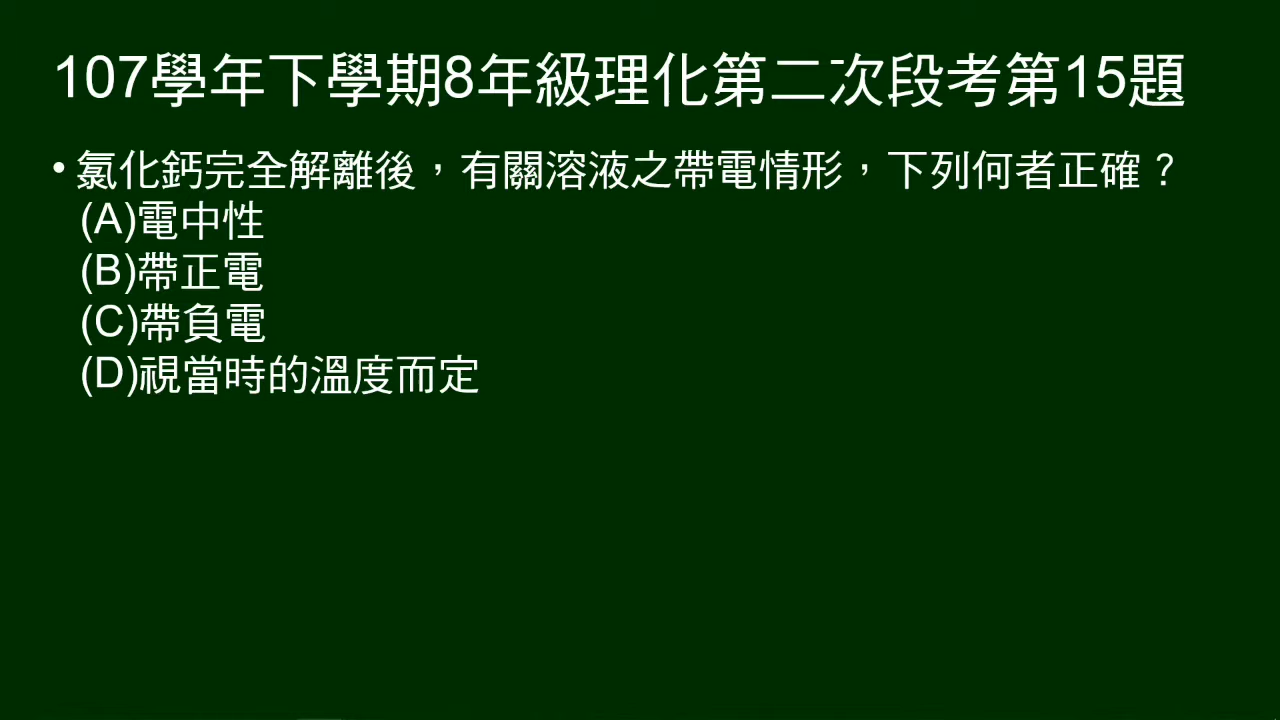 107學年下學期8年級理化第二次段考第15題
•氯化鈣完全解離後，有關溶液之帶電情形，下列何者正確？
(A)電中性
(B)帶正電
(C)帶負電
(D)視當時的溫度而定